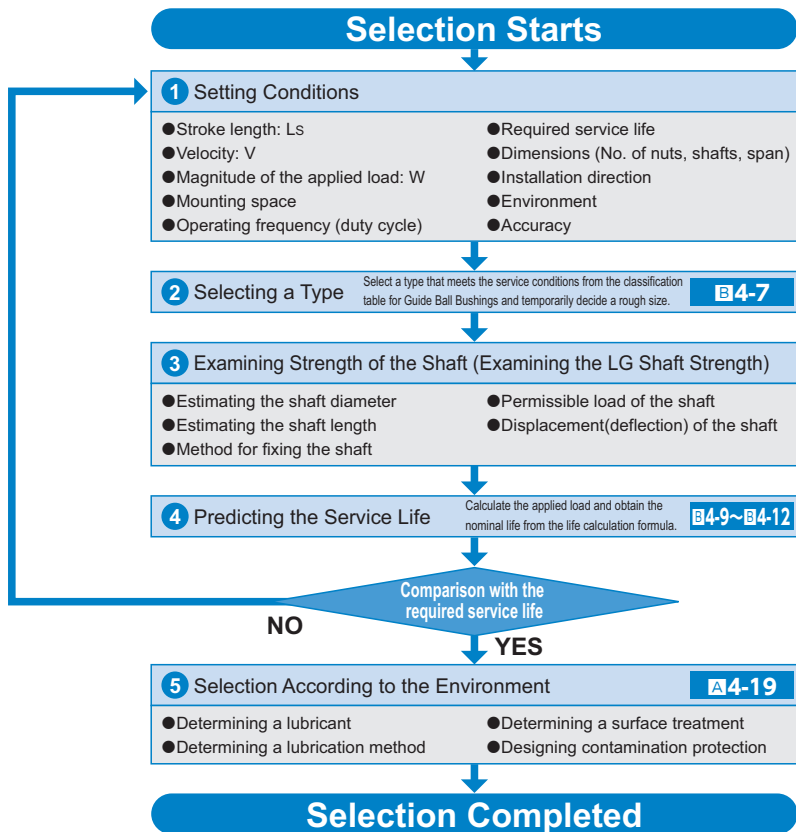 Selection Starts
1 Setting Conditions
●Stroke length: Ls
●Velocity: V
●Magnitude of the applied load: W
●Mounting space
●Operating frequency (duty cycle)
●Required service life
●Dimensions (No. of nuts, shafts, span)
●Installation direction
●Environment
●Accuracy
2 Selecting a Type
Select a type that meets the service conditions from the classification
table for Guide Ball Bushings and temporarily decide a rough size.
B4-7
3 Examining Strength of the Shaft (Examining the LG Shaft Strength)
●Estimating the shaft diameter
●Estimating the shaft length
●Method for fixing the shaft
●Permissible load of the shaft
●Displacement(deflection) of the shaft
4 Predicting the Service Life
Calculate the applied load and obtain the
nominal life from the life calculation formula.
B4-9~B4-12
Comparison with the
required service life
NO
YES
5 Selection According to the Environment
A4-19
●Determining a lubricant
●Determining a lubrication method
●Determining a surface treatment
●Designing contamination protection
Selection Completed